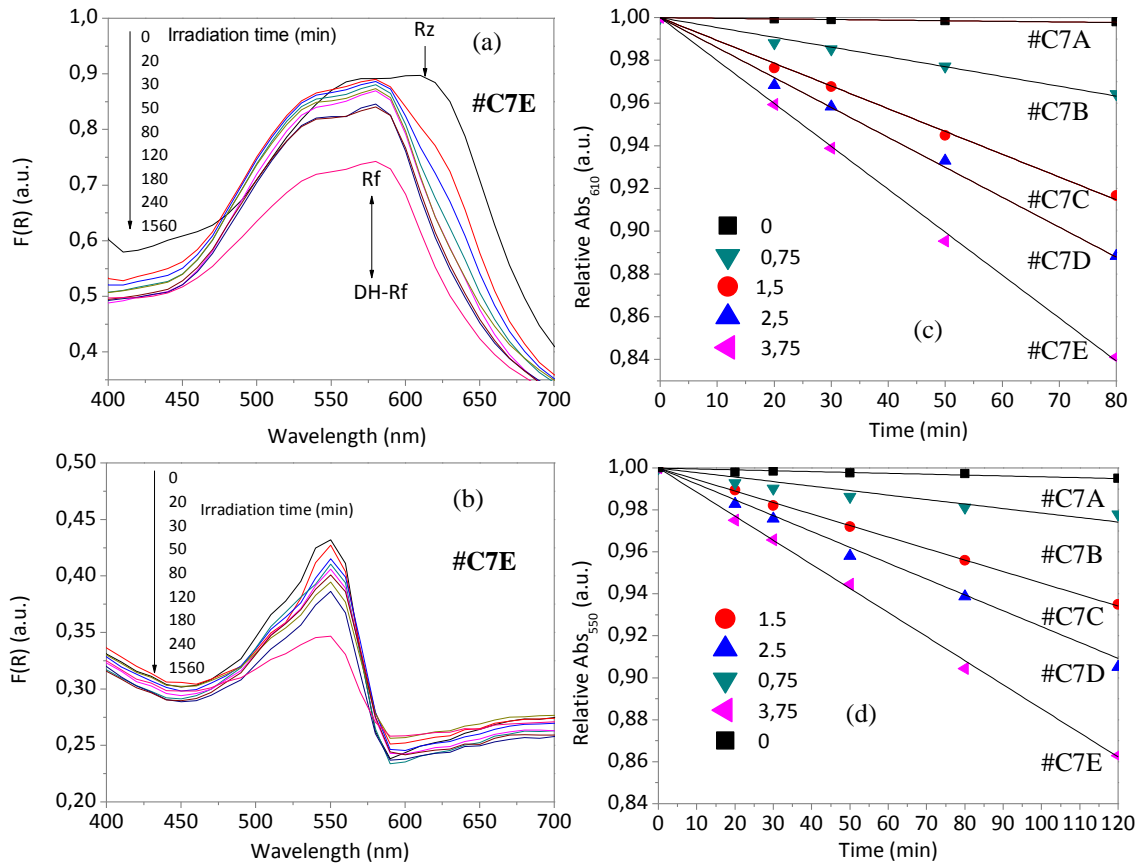 (a)
Irradiation time (min)
0
20
30
50
80
120
180
240
1560
Rz
#C7E
Rf
DH-Rf
1,0
0,9
0,8
0,7
0,6
0,5
0,4
400 450 500 550 600 650 700
F(R) (a.u.)
Wavelength (nm)
(c)
0,610
0,98
0,96
0,94
0,92
0,90
0,88
0,86
0,84
0 10 20 30 40 50 60 70 80
Relative Abs610 (a.u.)
Time (min)
0
0,75
1,5
2,5
3,75
#C7A
#C7B
#C7C
#C7D
#C7E
(b)
0,50
0,45
0,40
0,35
0,30
0,25
0,20
400 450 500 550 600 650 700
0
20
30
50
80
120
180
240
1560
Irradiation time (min)
#C7E
F(R) (a.u.)
Wavelength (nm)
(d)
1,00
0,98
0,96
0,94
0,92
0,90
0,88
0,86
0,84
0 10 20 30 40 50 60 70 80 90 100 110 120
Relative Abs550 (a.u.)
Time (min)
1.5
2.5
0,75
3,75
0
#C7A
#C7B
#C7C
#C7D
#C7E